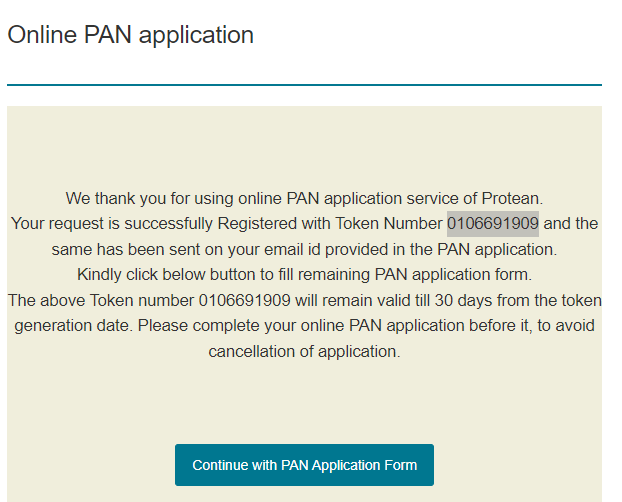 Online PAN application
We thank you for using online PAN application service of Protean.
Your request is successfully Registered with Token Number 0106691909 and the
same has been sent on your email id provided in the PAN application.
Kindly click below button to fill remaining PAN application form.
The above Token number 0106691909 will remain valid till 30 days from the token
generation date. Please complete your online PAN application before it, to avoid
cancellation of application.
Continue with PAN Application Form